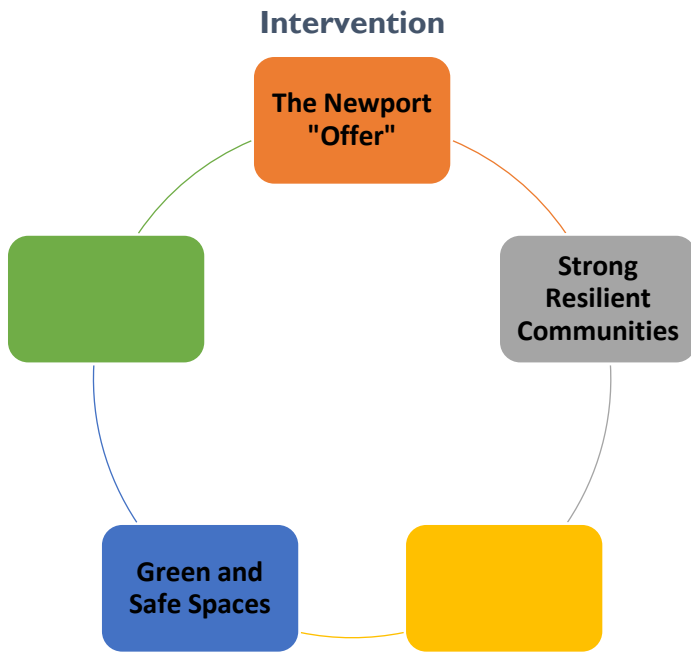 Intervention
The Newport
"Offer"
Strong
Resilient
Communities
Green and
Safe Spaces